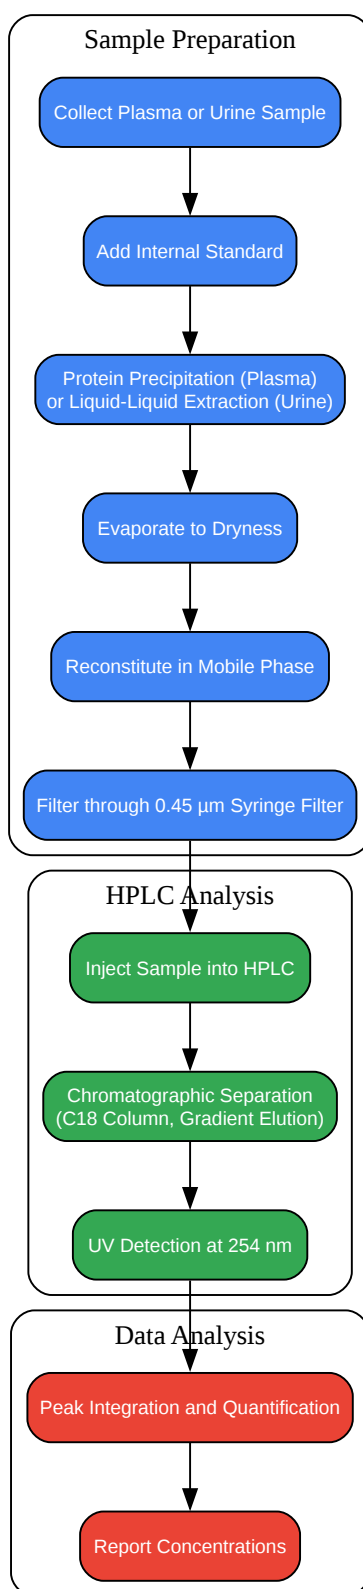 Sample Preparation
Collect Plasma or Urine Sample
Add Internal Standard
Protein Precipitation (Plasma)
or Liquid-Liquid Extraction (Urine)
Evaporate to Dryness
Reconstitute in Mobile Phase
Filter through 0.45 µm Syringe Filter
HPLC Analysis
Inject Sample into HPLC
Chromatographic Separation
(C18 Column, Gradient Elution)
UV Detection at 254 nm
Data Analysis
Peak Integration and Quantification
Report Concentrations